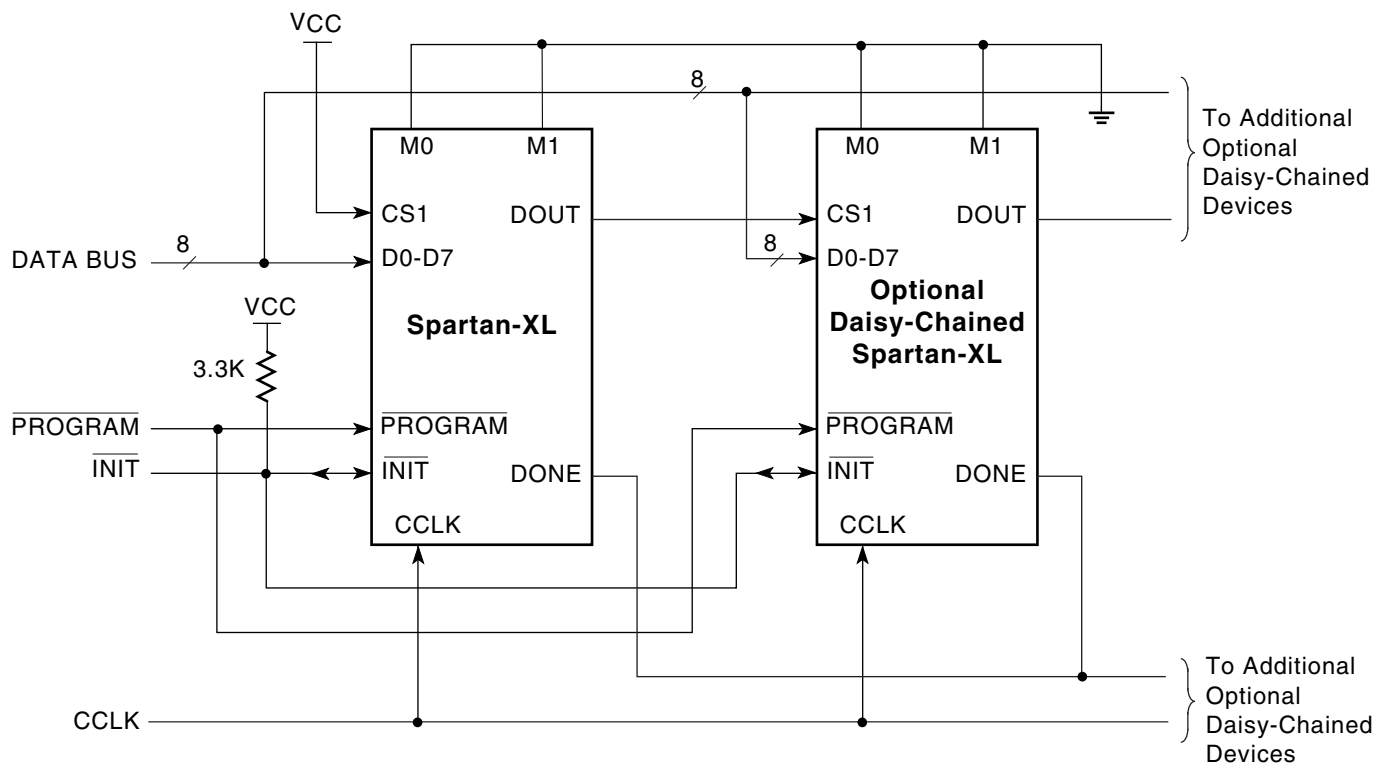 VCC
8
M0
M1
M0
M1
To Additional
Optional
Daisy-Chained
Devices
CS1
DOUT
CS1
DOUT
DATA BUS
8
D0-D7
8
D0-D7
VCC
Spartan-XL
Optional
Daisy-Chained
Spartan-XL
3.3K
PROGRAM
PROGRAM
PROGRAM
INIT
INIT
DONE
INIT
DONE
CCLK
CCLK
To Additional
Optional
Daisy-Chained
Devices
CCLK